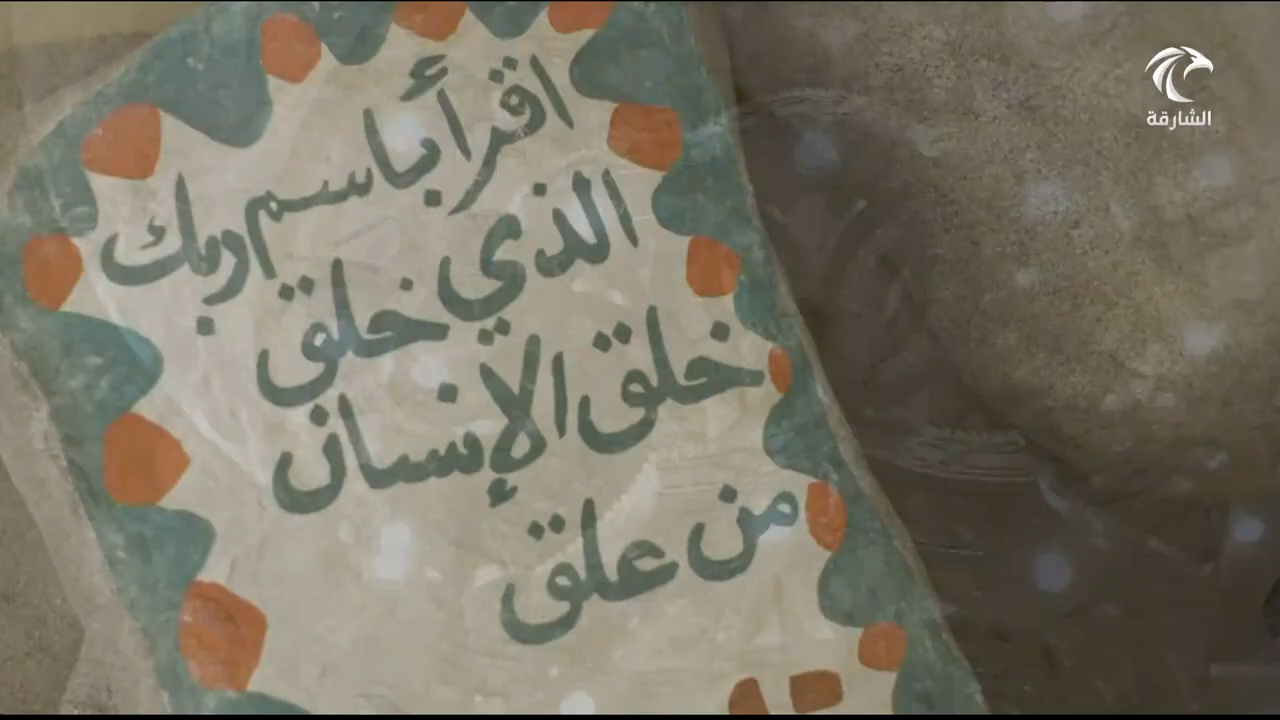 اقرأ باسم ربك
الذي خلق
خلق الإنسان
من علق
الشارقة